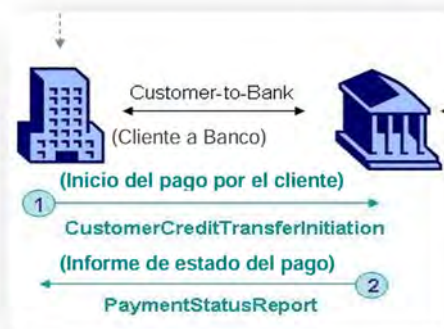 Customer-to-Bank
(Cliente a Banco)
(Inicio del pago por el cliente)
1
CustomerCreditTransferInitiation
(Informe de estado del pago)
2
PaymentStatusReport